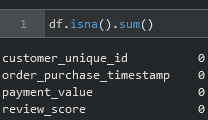 1 df.isna().sum()
customer_unique_id 0
order_purchase_timestamp 0
payment_value 0
review_score 0